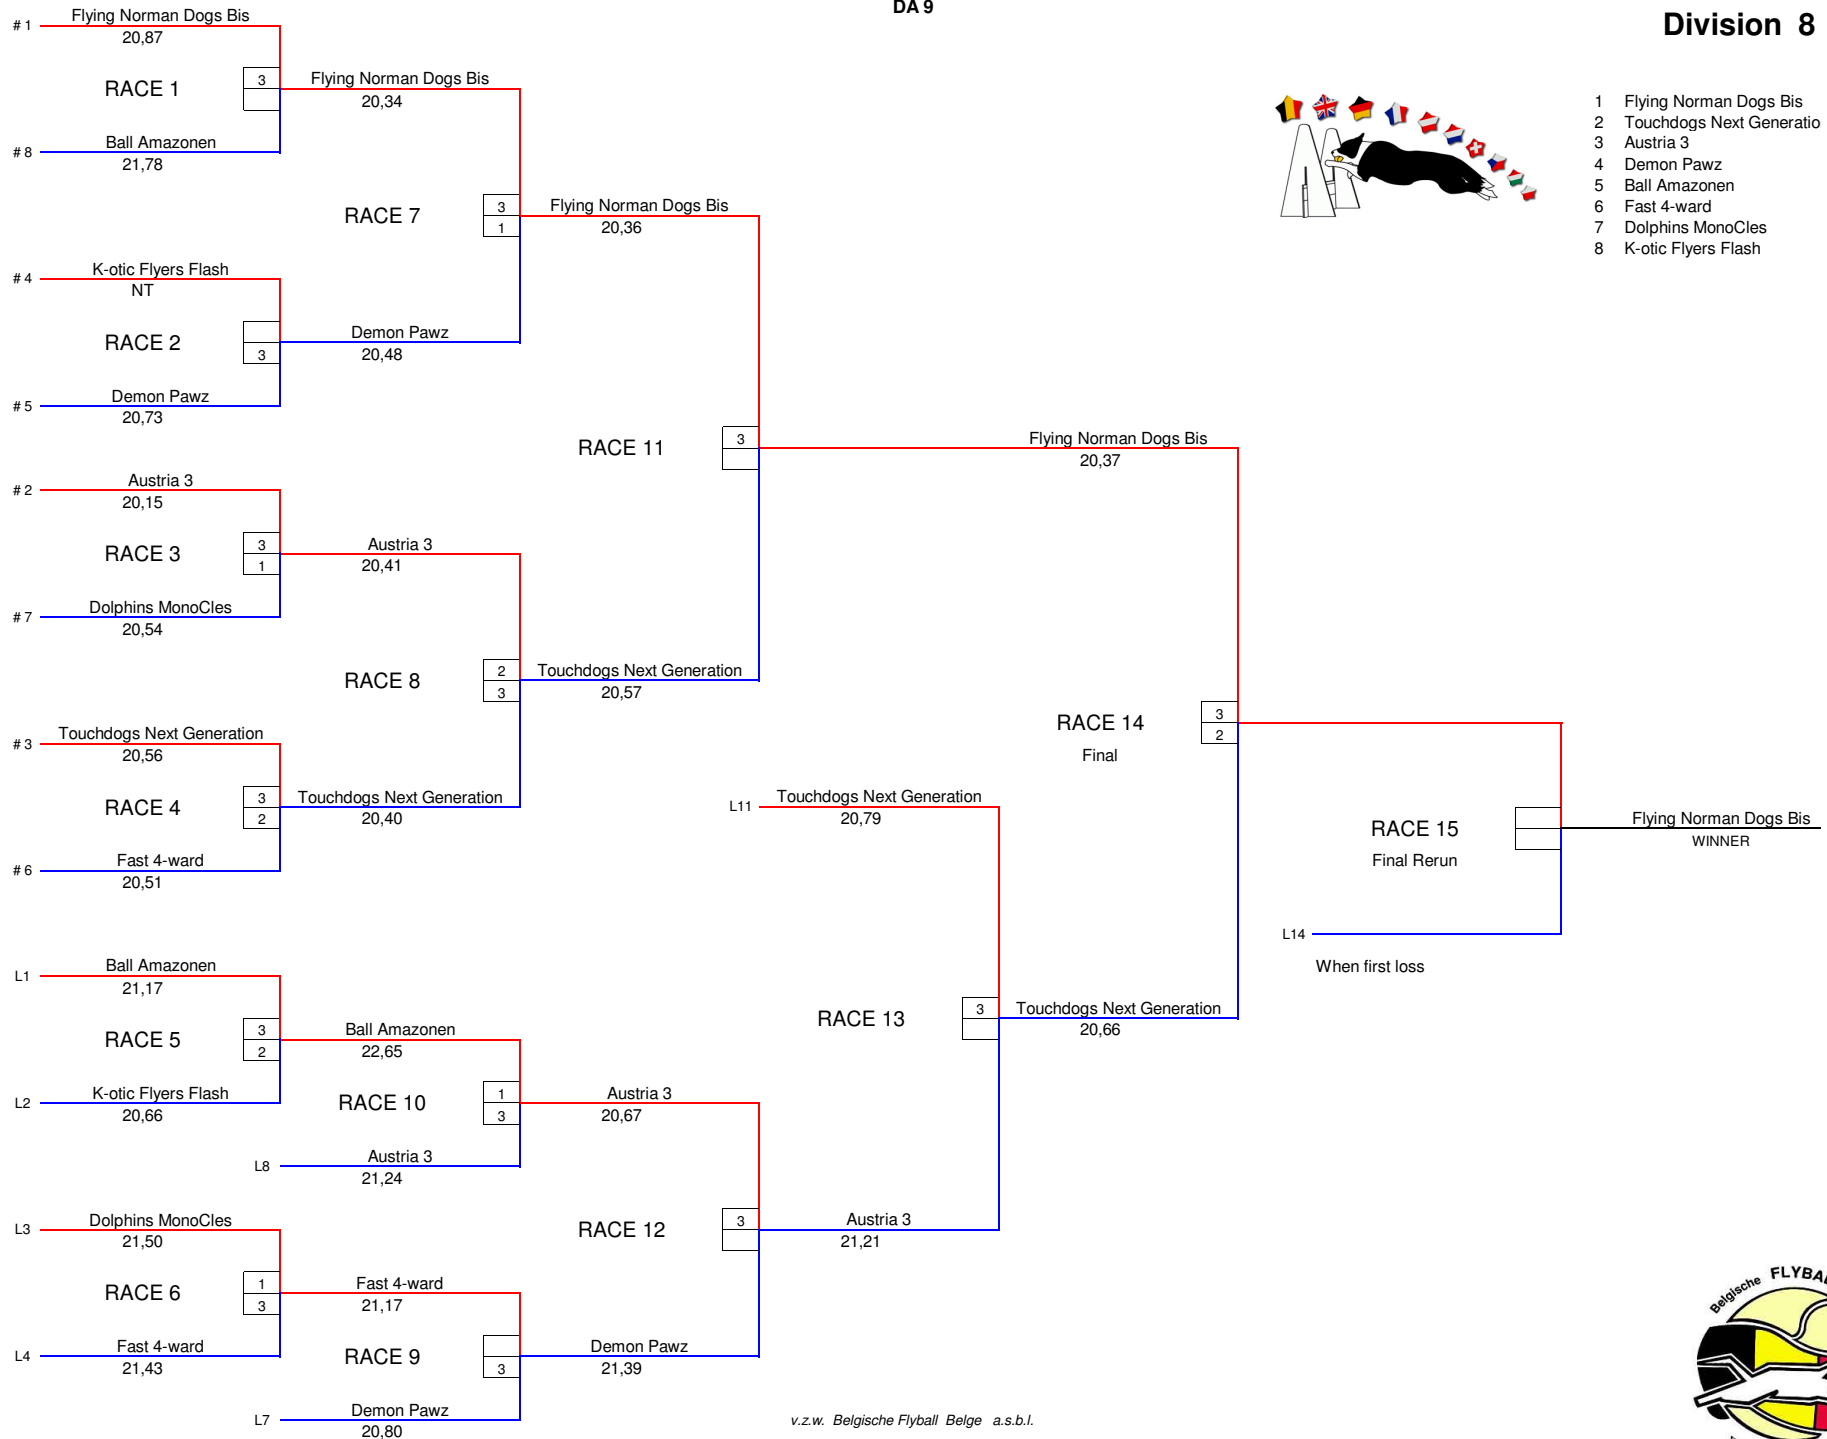 DA 9
Division 8
1 Flying Norman Dogs Bis
2 Touchdogs Next Generatio
3 Austria 3
4 Demon Pawz
5 Ball Amazonen
6 Fast 4-ward
7 Dolphins MonoCles
8 K-otic Flyers Flash
# 1 Flying Norman Dogs Bis
20,87
RACE 1
3
# 8 Ball Amazonen
21,78
Flying Norman Dogs Bis
20,34
RACE 7
3
1
# 4 K-otic Flyers Flash
NT
RACE 2
3
# 5 Demon Pawz
20,73
Demon Pawz
20,48
Flying Norman Dogs Bis
20,36
RACE 11
3
# 2 Austria 3
20,15
RACE 3
3
1
# 7 Dolphins MonoCles
20,54
Austria 3
20,41
RACE 8
2
3
# 3 Touchdogs Next Generation
20,56
RACE 4
3
2
# 6 Fast 4-ward
20,51
Touchdogs Next Generation
20,40
Touchdogs Next Generation
20,57
Flying Norman Dogs Bis
20,37
RACE 14
Final
3
2
L1 Ball Amazonen
21,17
RACE 5
3
2
L2 K-otic Flyers Flash
20,66
Ball Amazonen
22,65
RACE 10
1
3
L8 Austria 3
21,24
Austria 3
20,67
RACE 12
3
L3 Dolphins MonoCles
21,50
RACE 6
1
3
L4 Fast 4-ward
21,43
Fast 4-ward
21,17
RACE 9
3
L7 Demon Pawz
20,80
Demon Pawz
21,39
L11 Touchdogs Next Generation
20,79
RACE 13
3
Austria 3
21,21
Touchdogs Next Generation
20,66
RACE 15
Final Rerun
L14
When first loss
Flying Norman Dogs Bis
WINNER
v.z.w. Belgische Flyball Belge a.s.b.l.
Belgische